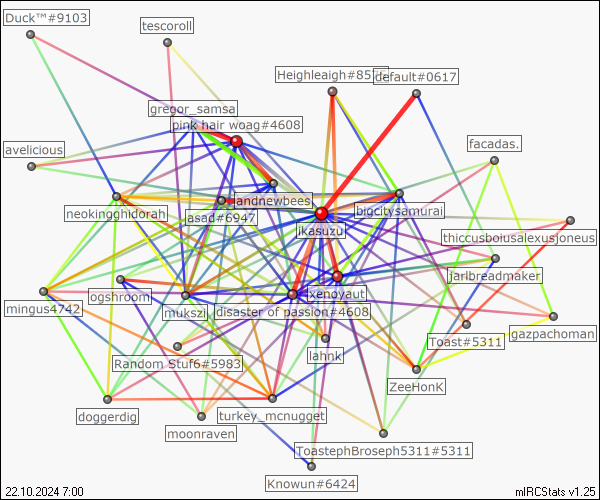 Duck™#9103
tescoroll
Heighleaigh#85
default#0617
gregor_samsa
pink hair woag#4608
avelicious
facadas.
andnewbees
neokingghidorah
asad#6947
bigcitysamurai
ikasuzu
thiccusboiusalexusjoneus
jarlbreadmaker
xenoyaut
ogshroom
mukszi
mingus4742
disaster of passion#4608
gazpachoman
Toast#5311
lahnk
Random_Stuf6#5983
ZeeHonK
doggerdig
turkey_mcnugget
moonraven
ToastephBroseph5311#5311
Knowun#6424
22.10.2024 7:00
mIRCStats v1.25